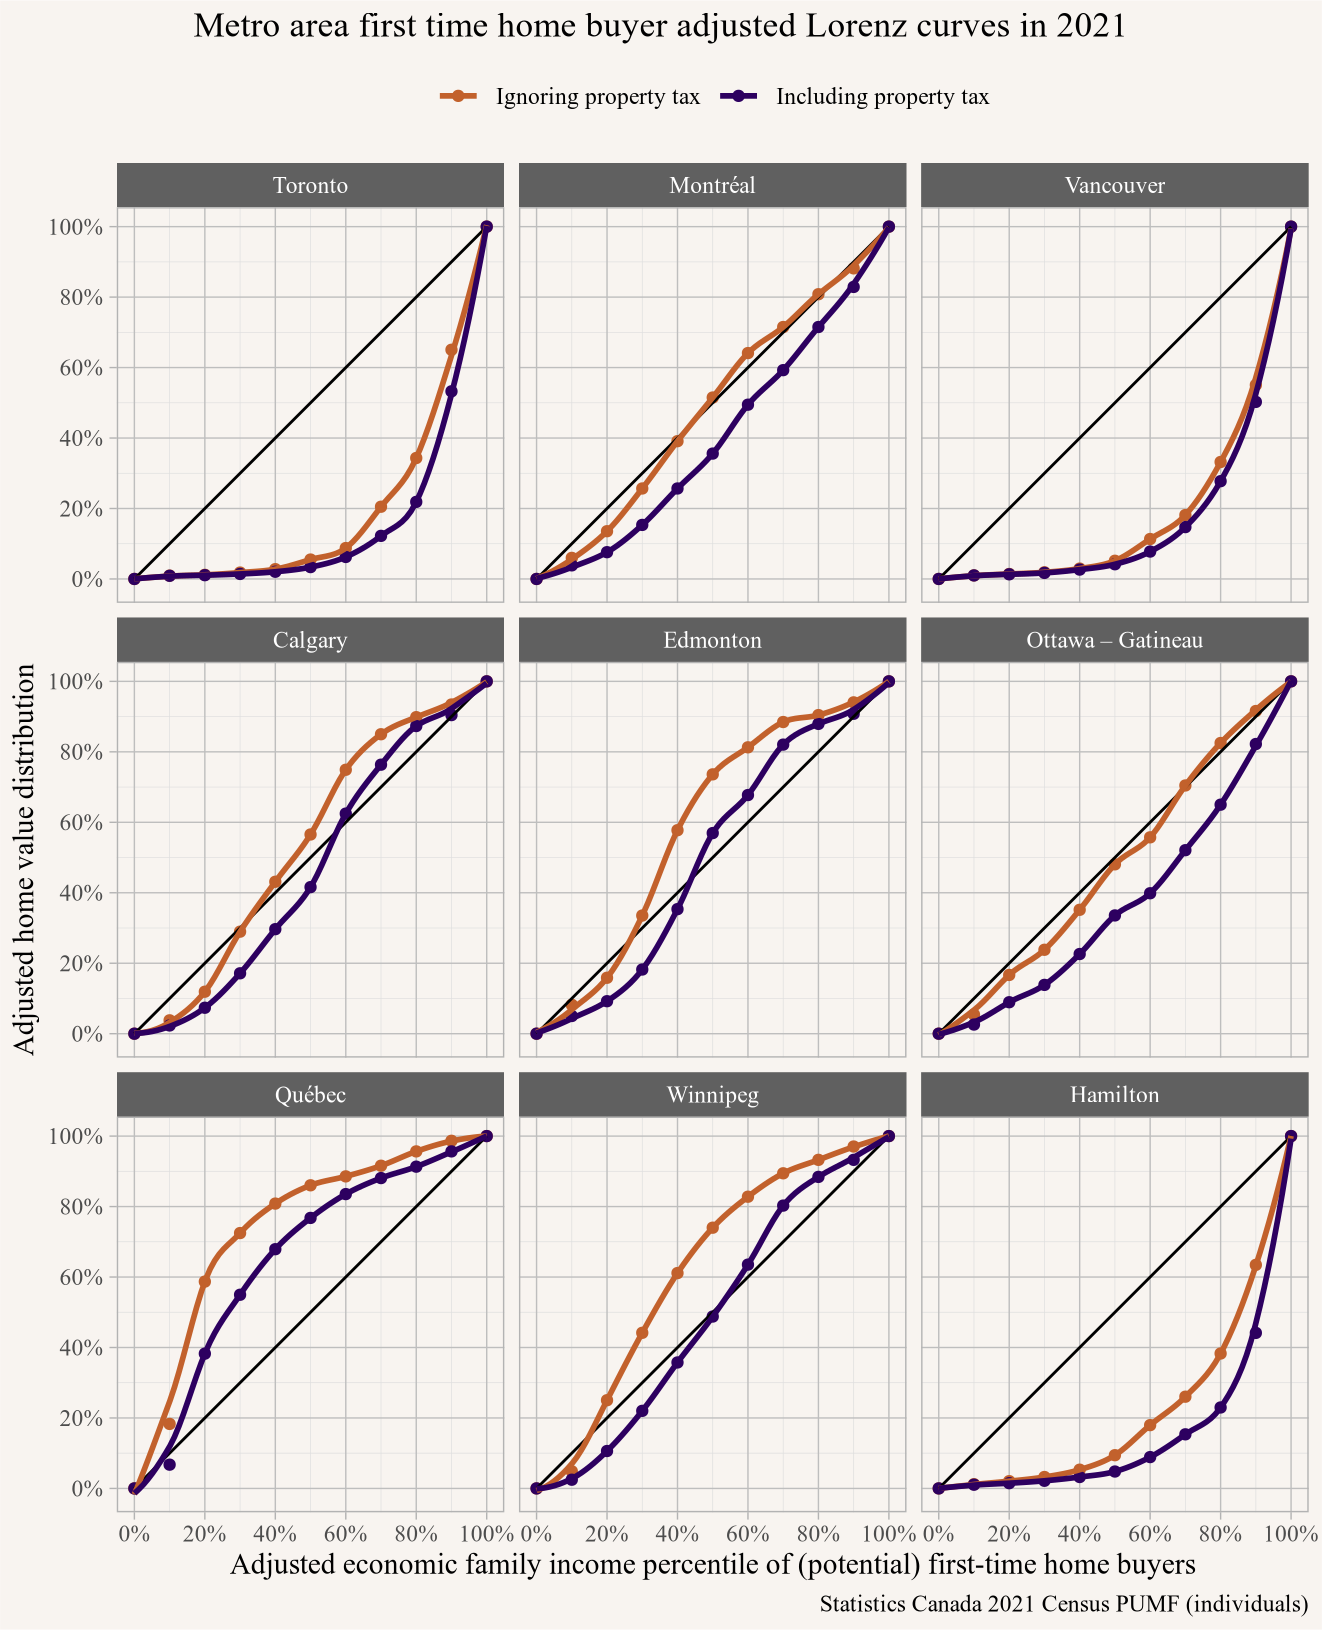 Metro area first time home buyer adjusted Lorenz curves in 2021
Ignoring property tax Including property tax
Toronto Montréal Vancouver
100%
80%
60%
40%
20%
0%
Calgary Edmonton Ottawa – Gatineau
100%
80%
60%
40%
20%
0%
Adjusted home value distribution
Québec Winnipeg Hamilton
100%
80%
60%
40%
20%
0%
0% 20% 40% 60% 80% 100% 0% 20% 40% 60% 80% 100% 0% 20% 40% 60% 80% 100%
Adjusted economic family income percentile of (potential) first-time home buyers
Statistics Canada 2021 Census PUMF (individuals)